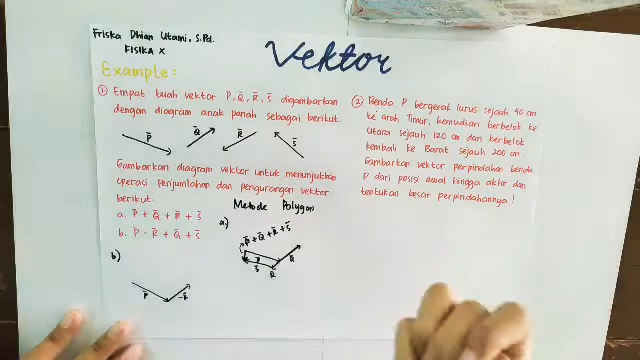 Friska Dhian Utami, S.Pd.
FISIKA X
Vektor
Example :
① Empat buah vektor P̄, Q̄, R̄, S̄ digambarkan
dengan diagram anak panah sebagai berikut.
P̄
Q̄
R̄
S̄
Gambarkan diagram vektor untuk menunjukkan
operasi penjumlahan dan pengurangan vektor
berikut.
a. P̄ + Q̄ + R̄ + S̄
b. P̄ - R̄ + Q̄ + S̄
Metode Polygon
a)
P̄ + Q̄ + R̄ + S̄
b)
P̄
-R̄
② Benda P bergerak lurus sejauh 40 cm
ke arah Timur, kemudian berbelok ke
Utara sejauh 120 cm dan berbelok
kembali ke Barat sejauh 200 cm.
Gambarkan vektor perpindahan benda
P dari posisi awal hingga akhir dan
tentukan besar perpindahannya !